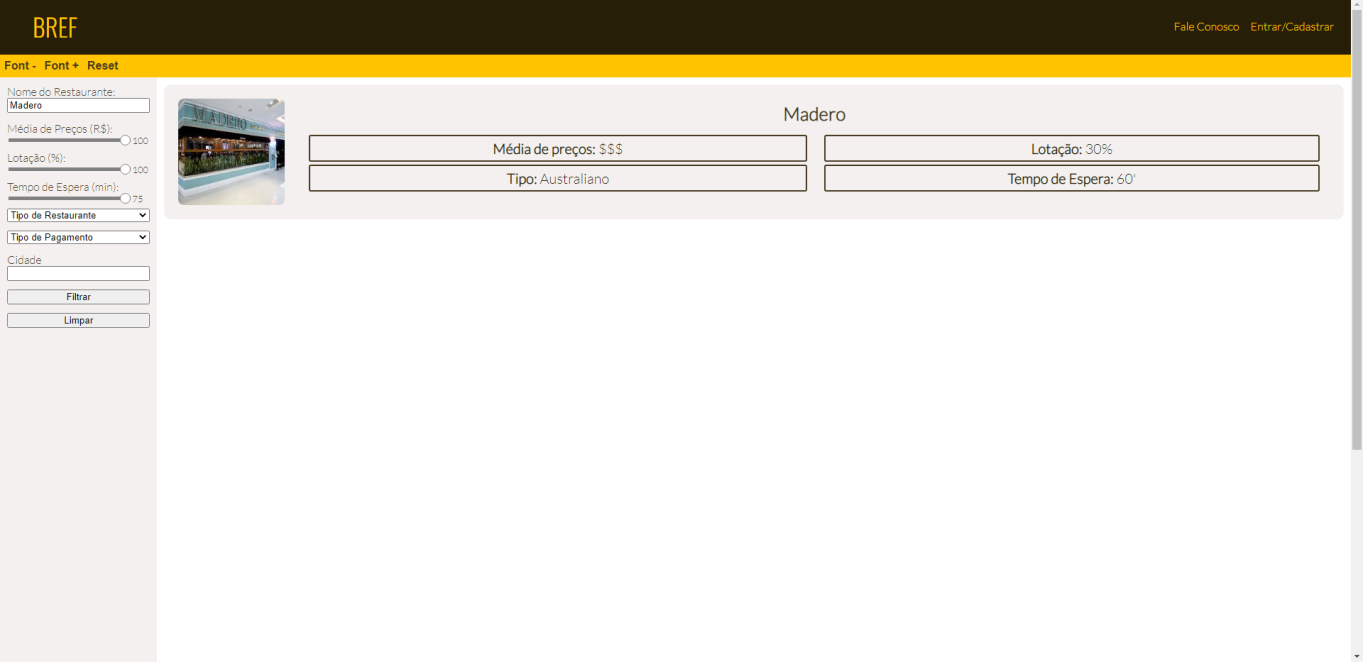 BREF
Fale Conosco Entrar/Cadastrar
Font - Font + Reset
Nome do Restaurante:
Madero
Média de Preços (R$):
100
Lotação (%):
100
Tempo de Espera (min):
75
Tipo de Restaurante
Tipo de Pagamento
Cidade
Filtrar
Limpar
MADERO
Madero
Média de preços: $$$ Lotação: 30%
Tipo: Australiano Tempo de Espera: 60'